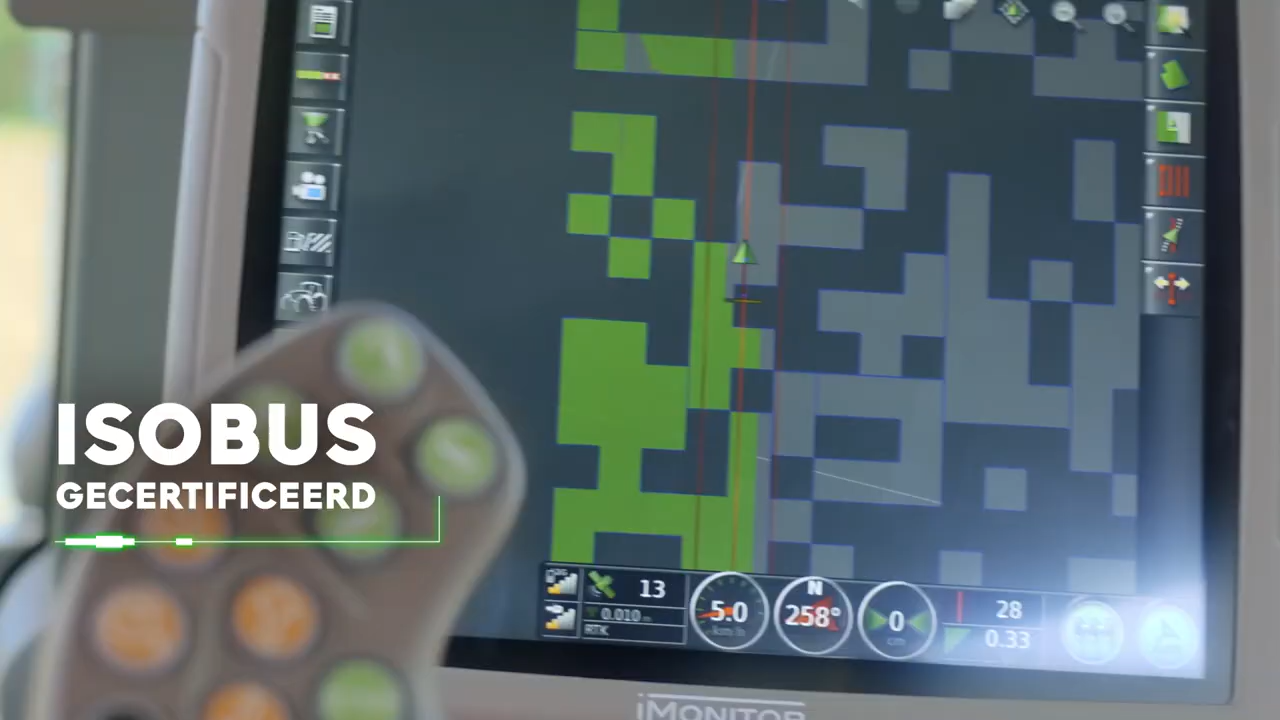 ISOBUS
GECERTIFICEERD
13
0.010 m
RTK
5.0
km/h
N
258°
0
cm
28
0.33
iMONITOR